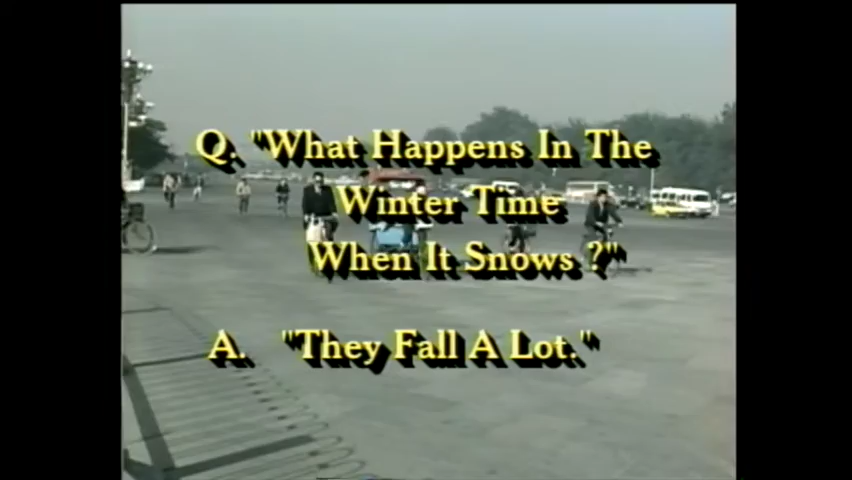 Q. "What Happens In The
Winter Time
When It Snows ?"
A. "They Fall A Lot."